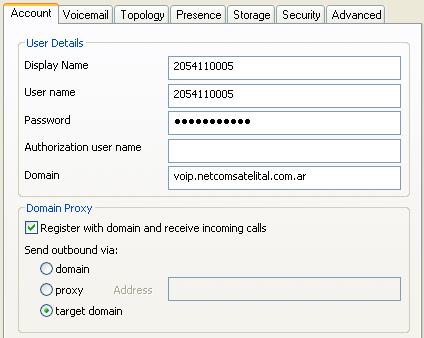 Account Voicemail Topology Presence Storage Security Advanced
User Details
Display Name 2054110005
User name 2054110005
Password ●●●●●●●●●●●
Authorization user name
Domain voip.netcomsatelital.com.ar
Domain Proxy
Register with domain and receive incoming calls
Send outbound via:
domain
proxy Address
target domain